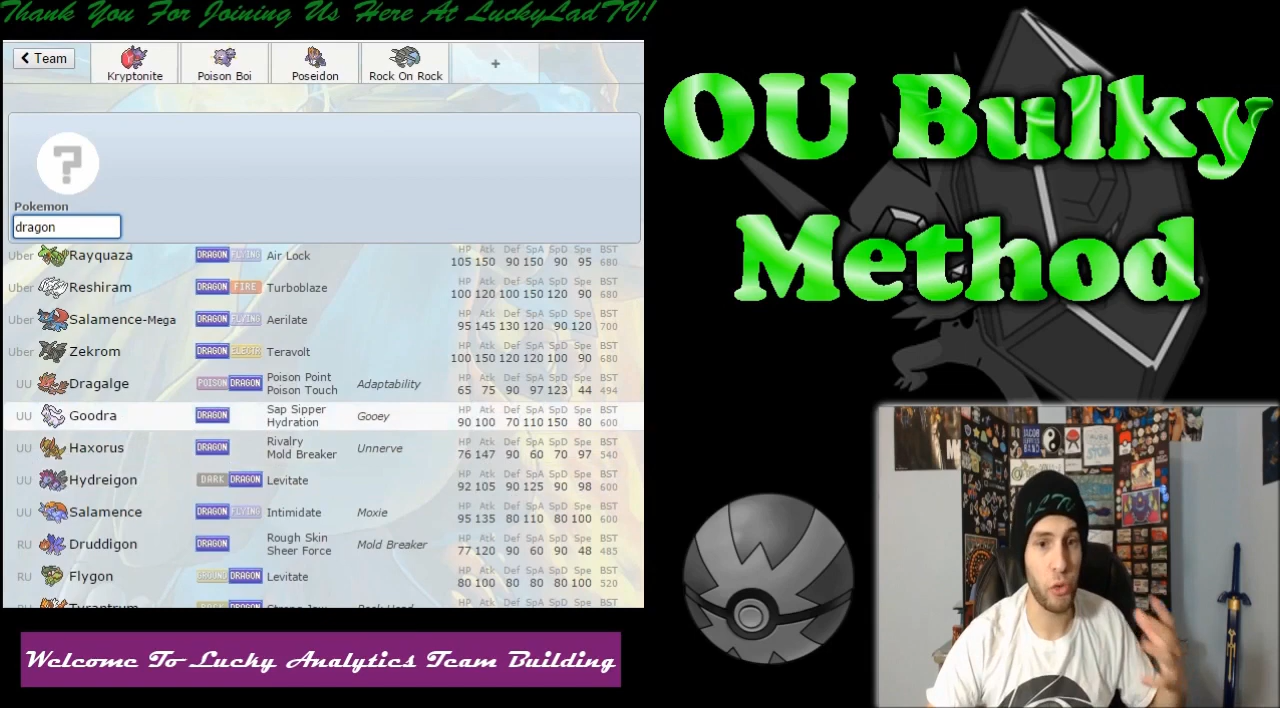 Thank You For Joining Us Here At LuckyLadTV!
Team
Kryptonite
Poison Boi
Poseidon
Rock On Rock
+
?
Pokemon
dragon
HP Atk Def SpA SpD Spe BST
Uber Rayquaza DRAGON FLYING Air Lock 105 150 90 150 90 95 680
HP Atk Def SpA SpD Spe BST
Uber Reshiram DRAGON FIRE Turboblaze 100 120 100 150 120 90 680
HP Atk Def SpA SpD Spe BST
Uber Salamence-Mega DRAGON FLYING Aerilate 95 145 130 120 90 120 700
HP Atk Def SpA SpD Spe BST
Uber Zekrom DRAGON ELECTR Teravolt 100 150 120 120 100 90 680
HP Atk Def SpA SpD Spe BST
UU Dragalge POISON DRAGON Poison Point Poison Touch Adaptability 65 75 90 97 123 44 494
HP Atk Def SpA SpD Spe BST
UU Goodra DRAGON Sap Sipper Hydration Gooey 90 100 70 110 150 80 600
HP Atk Def SpA SpD Spe BST
UU Haxorus DRAGON Rivalry Mold Breaker Unnerve 76 147 90 60 70 97 540
HP Atk Def SpA SpD Spe BST
UU Hydreigon DARK DRAGON Levitate 92 105 90 125 90 98 600
HP Atk Def SpA SpD Spe BST
UU Salamence DRAGON FLYING Intimidate Moxie 95 135 80 110 80 100 600
HP Atk Def SpA SpD Spe BST
RU Druddigon DRAGON Rough Skin Sheer Force Mold Breaker 77 120 90 60 90 48 485
HP Atk Def SpA SpD Spe BST
RU Flygon GROUND DRAGON Levitate 80 100 80 80 80 100 520
HP Atk Def SpA SpD Spe BST
OU Bulky
Method
LTV
Welcome To Lucky Analytics Team Building